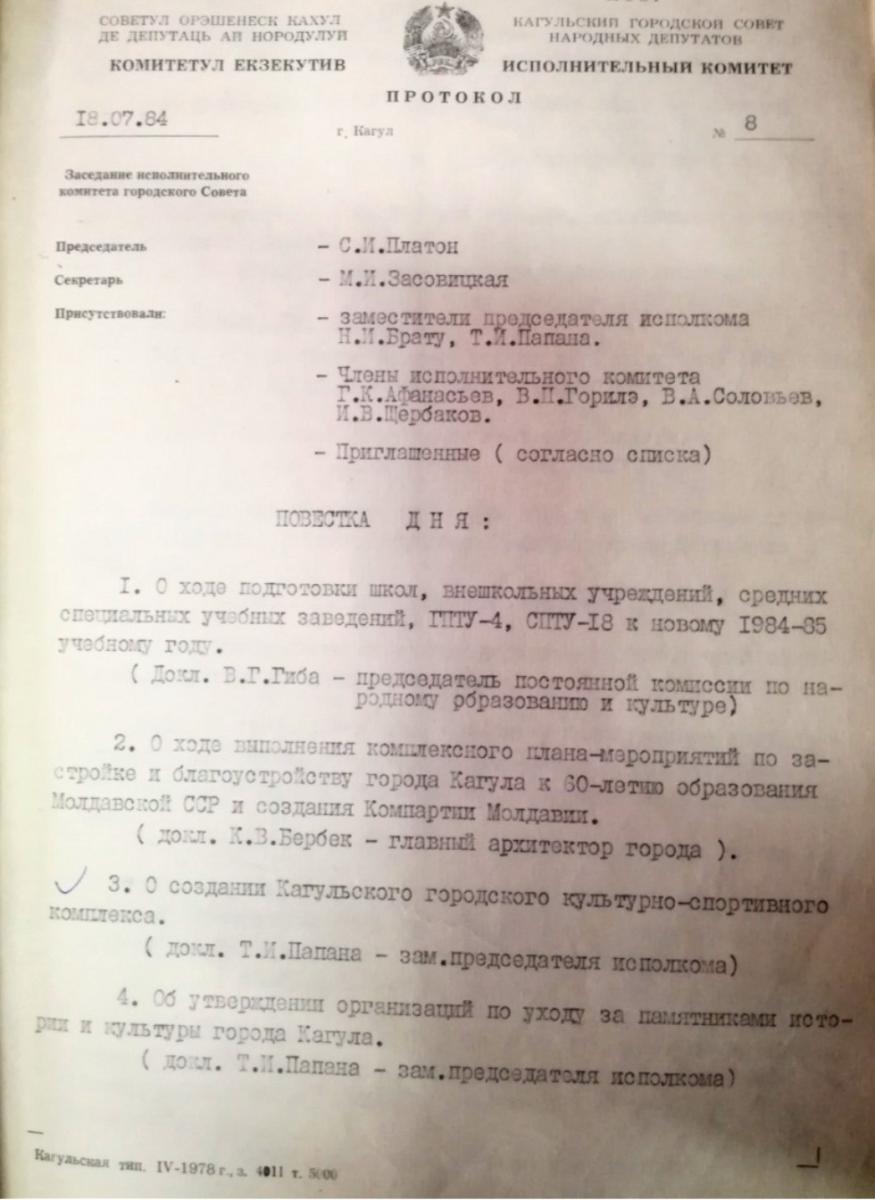 СОВЕТУЛ ОРЭШЕНЕСК КАХУЛ
ДЕ ДЕПУТАЦЬ АЙ НОРОДУЛУЙ
КОМИТЕТУЛ ЕКЗЕКУТИВ
КАГУЛЬСКИЙ ГОРОДСКОЙ СОВЕТ
НАРОДНЫХ ДЕПУТАТОВ
ИСПОЛНИТЕЛЬНЫЙ КОМИТЕТ
ПРОТОКОЛ
18.07.84
г. Кагул
№ 8
Заседание исполнительного
комитета городского Совета
Председатель – С.И.Платон
Секретарь – М.И.Засовицкая
Присутствовали: – заместители председателя исполкома
Н.И.Брату, Т.И.Папана.
– Члены исполнительного комитета
Г.К.Афанасьев, В.П.Горилэ, В.А.Соловьев,
И.В.Щербаков.
– Приглашенные ( согласно списка)
ПОВЕСТКА ДНЯ :
1. О ходе подготовки школ, внешкольных учреждений, средних
специальных учебных заведений, ГПТУ-4, СПТУ-18 к новому 1984-85
учебному году.
( Докл. В.Г.Гиба – председатель постоянной комиссии по на-
родному рбразованию и культуре)
2. О ходе выполнения комплексного плана-мероприятий по за-
стройке и благоустройству города Кагула к 60-летию образования
Молдавской ССР и создания Компартии Молдавии.
( докл. К.В.Бербек – главный архитектор города ).
3. О создании Кагульского городского культурно-спортивного
комплекса.
( докл. Т.И.Папана – зам.председателя исполкома)
4. Об утверждении организаций по уходу за памятниками исто-
рии и культуры города Кагула.
( докл. Т.И.Папана – зам.председателя исполкома)
Кагульская тип. IV-1978 г., з. 4011 т. 5000